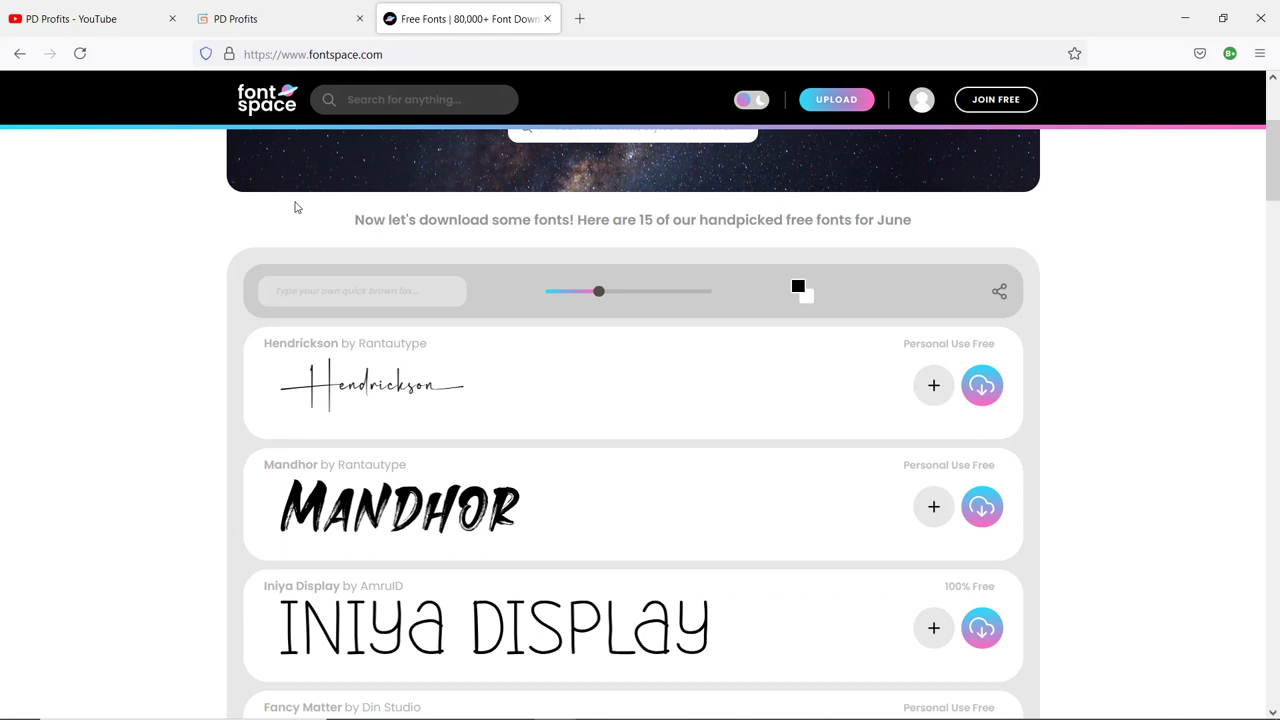 PD Profits - YouTube
PD Profits
Free Fonts | 80,000+ Font Down
https://www.fontspace.com
B+
font
space
Search for anything...
UPLOAD
JOIN FREE
Now let's download some fonts! Here are 15 of our handpicked free fonts for June
Type your own quick brown fox...
Hendrickson by Rantautype
Personal Use Free
Hendrickson
Mandhor by Rantautype
Personal Use Free
MANDHOR
Iniya Display by AmruID
100% Free
INIya DISPLay
Fancy Matter by Din Studio
Personal Use Free